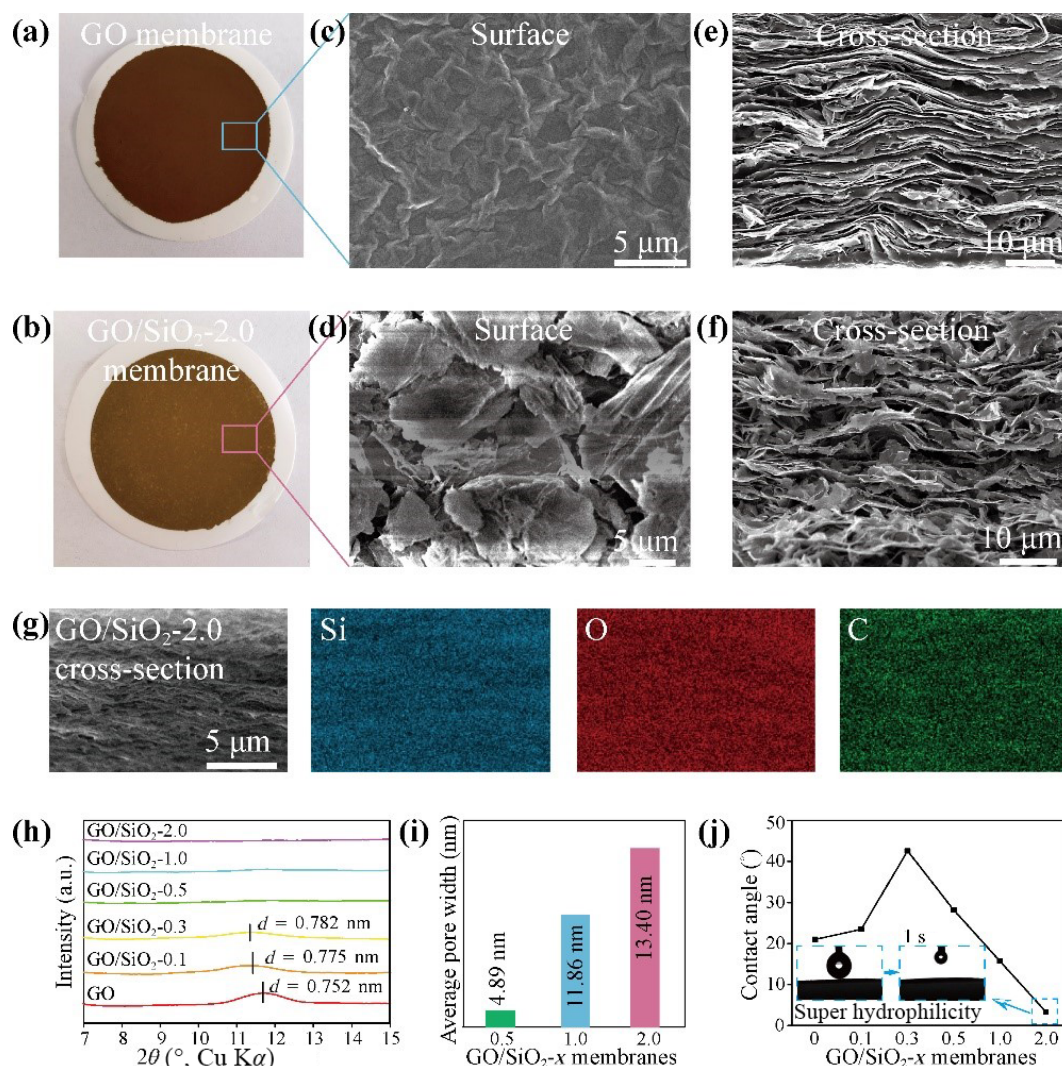 (a)
GO membrane
(c)
Surface
5 μm
(e)
Cross-section
10 μm
(b)
GO/SiO₂-2.0
membrane
(d)
Surface
5 μm
(f)
Cross-section
10 μm
(g)
GO/SiO₂-2.0
cross-section
5 μm
Si
O
C
(h)
Intensity (a.u.)
GO/SiO₂-2.0
GO/SiO₂-1.0
GO/SiO₂-0.5
GO/SiO₂-0.3
d = 0.782 nm
GO/SiO₂-0.1
d = 0.775 nm
GO
d = 0.752 nm
7 8 9 10 11 12 13 14 15
2θ (°, Cu Kα)
(i)
Average pore width (nm)
4.89 nm
11.86 nm
13.40 nm
0.5 1.0 2.0
GO/SiO₂-x membranes
(j)
Contact angle (°)
50
40
30
20
10
0
1 s
Super hydrophilicity
0 0.1 0.3 0.5 1.0 2.0
GO/SiO₂-x membranes